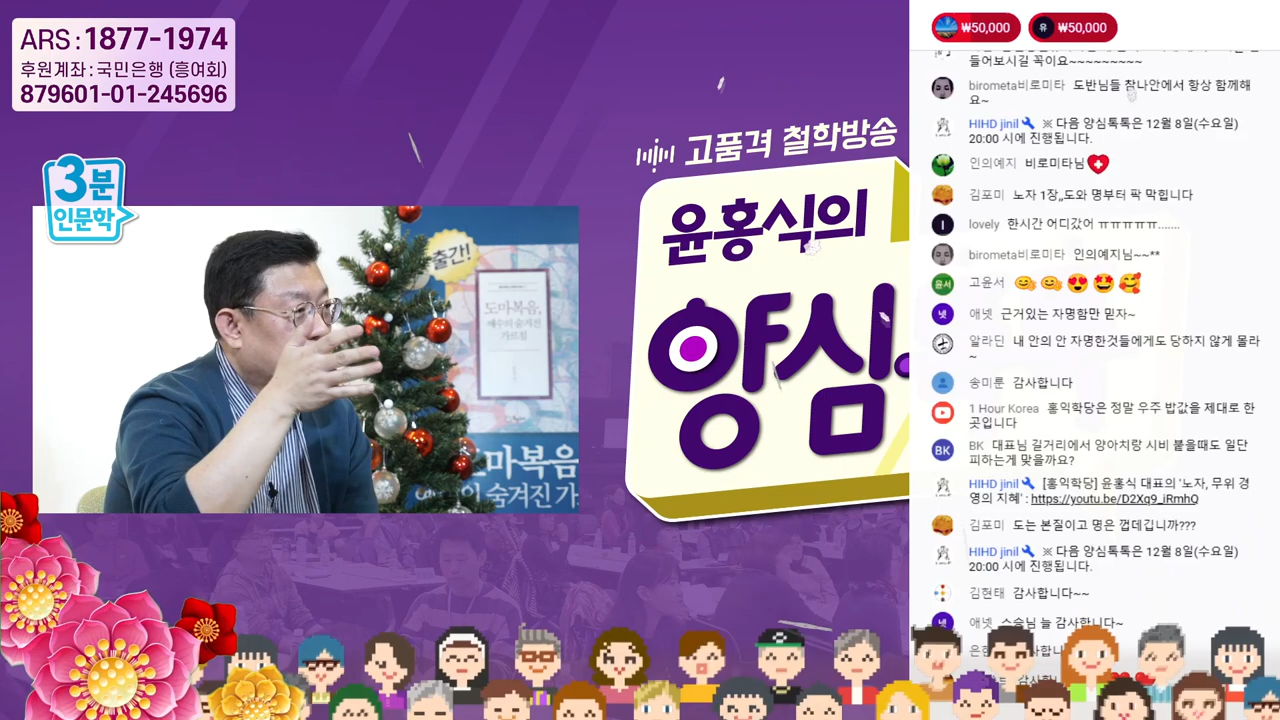 ARS : 1877-1974
후원계좌 : 국민은행 (흥여회)
879601-01-245696
3분
인문학
출간!
도마복음,
예수의 숨겨진
가르침
도마복음
숨겨진 가
고품격 철학방송
윤홍식의
양심
₩50,000
유 ₩50,000
들어보시길 꼭이요~~~~~~~~~
birometa비로미타 도반님들 참나안에서 항상 함께해
요~
HIHD jinil ※ 다음 양심톡톡은 12월 8일(수요일)
20:00 시에 진행됩니다.
인의예지 비로미타님
김포미 노자 1장,,도와 명부터 팍 막힙니다
I lovely 한시간 어디갔어 ㅠㅠㅠㅠㅠ.......
birometa비로미타 인의예지님~~**
윤서 고윤서 😊🤗😍🤩🥰
넷 애넷 근거있는 자명함만 믿자~
알라딘 내 안의 안 자명한것들에게도 당하지 않게 몰라
~
송미룬 감사합니다
1 Hour Korea 홍익학당은 정말 우주 밥값을 제대로 한
곳입니다
BK BK 대표님 길거리에서 양아치랑 시비 붙을때도 일단
피하는게 맞을까요?
HIHD jinil [홍익학당] 윤홍식 대표의 '노자, 무위 경
영의 지혜' : https://youtu.be/D2Xq9_iRmhQ
김포미 도는 본질이고 명은 껍데깁니까???
HIHD jinil ※ 다음 양심톡톡은 12월 8일(수요일)
20:00 시에 진행됩니다.
김현태 감사합니다~~
넷 애넷 스승님 늘 감사합니다~